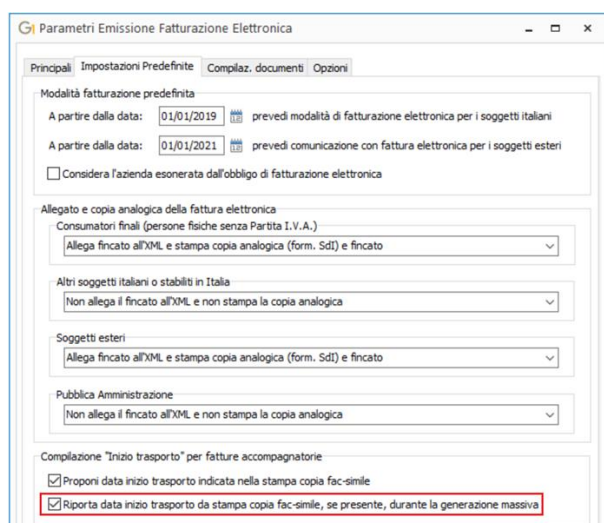 Parametri Emissione Fatturazione Elettronica
Principali Impostazioni Predefinite Compilaz. documenti Opzioni
Modalità fatturazione predefinita
A partire dalla data: 01/01/2019 prevedi modalità di fatturazione elettronica per i soggetti italiani
A partire dalla data: 01/01/2021 prevedi comunicazione con fattura elettronica per i soggetti esteri
Considera l'azienda esonerata dall'obbligo di fatturazione elettronica
Allegato e copia analogica della fattura elettronica
Consumatori finali (persone fisiche senza Partita I.V.A.)
Allega fincato all'XML e stampa copia analogica (form. SdI) e fincato
Altri soggetti italiani o stabiliti in Italia
Non allega il fincato all'XML e non stampa la copia analogica
Soggetti esteri
Allega fincato all'XML e stampa copia analogica (form. SdI) e fincato
Pubblica Amministrazione
Non allega il fincato all'XML e non stampa la copia analogica
Compilazione "Inizio trasporto" per fatture accompagnatorie
Proponi data inizio trasporto indicata nella stampa copia fac-simile
Riporta data inizio trasporto da stampa copia fac-simile, se presente, durante la generazione massiva